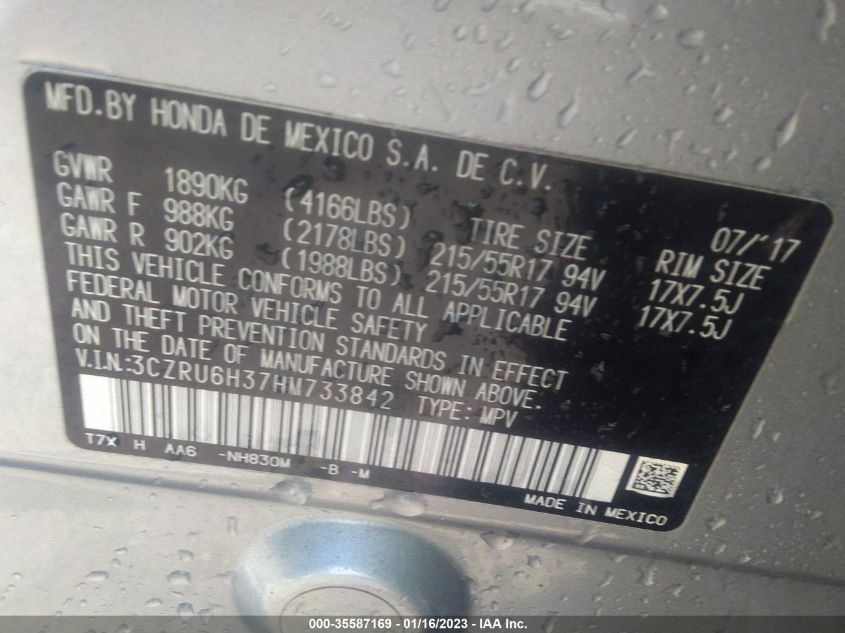 MFD.BY HONDA DE MEXICO S.A. DE C.V.
07/'17
GVWR 1890KG (4166LBS) TIRE SIZE RIM SIZE
GAWR F 988KG (2178LBS) 215/55R17 94V 17X7.5J
GAWR R 902KG (1988LBS) 215/55R17 94V 17X7.5J
THIS VEHICLE CONFORMS TO ALL APPLICABLE
FEDERAL MOTOR VEHICLE SAFETY
AND THEFT PREVENTION STANDARDS IN EFFECT
ON THE DATE OF MANUFACTURE SHOWN ABOVE.
V.I.N:3CZRU6H37HM733842 TYPE: MPV
T7X H AA6 -NH830M -B -M
MADE IN MEXICO
000-35587169 — 01/16/2023 — IAA Inc.